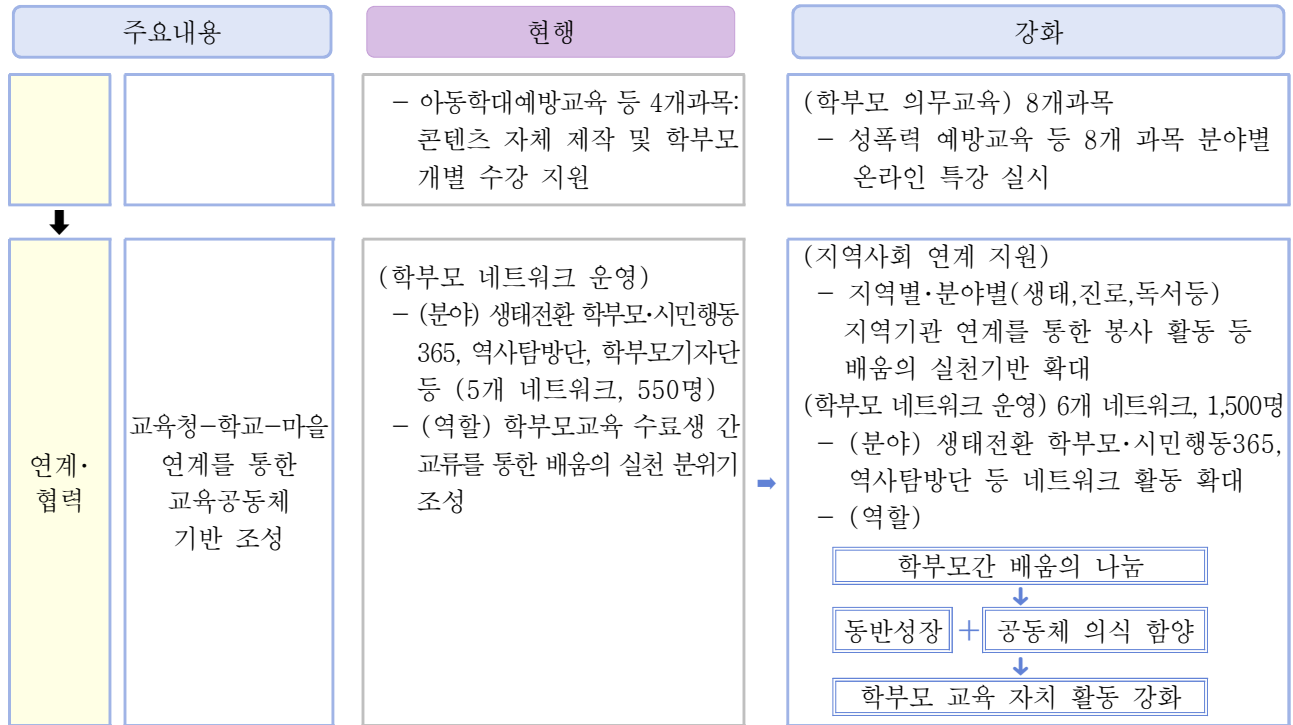 주요내용
현행
강화
- 아동학대예방교육 등 4개과목:
콘텐츠 자체 제작 및 학부모
개별 수강 지원
(학부모 의무교육) 8개과목
- 성폭력 예방교육 등 8개 과목 분야별
온라인 특강 실시
연계·
협력
교육청-학교-마을
연계를 통한
교육공동체
기반 조성
(학부모 네트워크 운영)
- (분야) 생태전환 학부모·시민행동
365, 역사탐방단, 학부모기자단
등 (5개 네트워크, 550명)
- (역할) 학부모교육 수료생 간
교류를 통한 배움의 실천 분위기
조성
(지역사회 연계 지원)
- 지역별·분야별(생태,진로,독서등)
지역기관 연계를 통한 봉사 활동 등
배움의 실천기반 확대
(학부모 네트워크 운영) 6개 네트워크, 1,500명
- (분야) 생태전환 학부모·시민행동365,
역사탐방단 등 네트워크 활동 확대
- (역할)
학부모간 배움의 나눔
동반성장 + 공동체 의식 함양
학부모 교육 자치 활동 강화